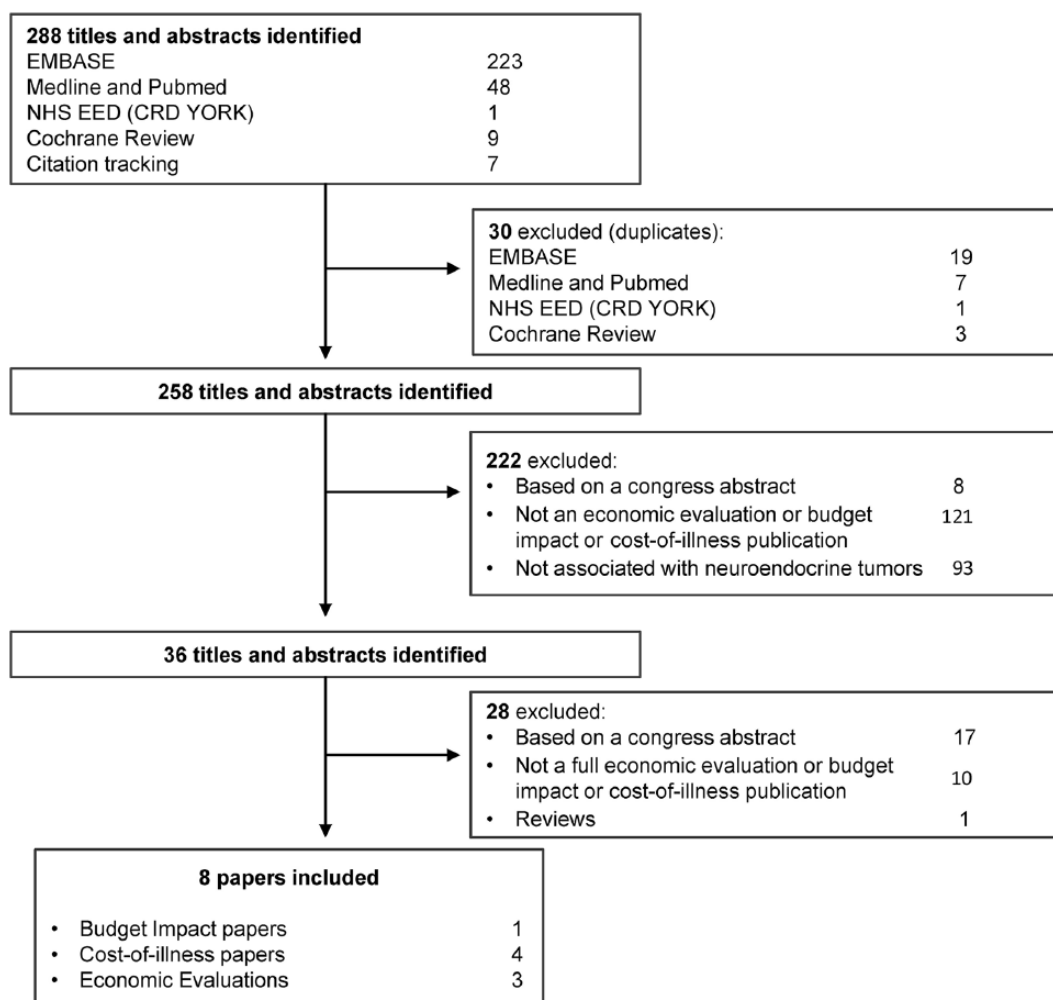 288 titles and abstracts identified
EMBASE 223
Medline and Pubmed 48
NHS EED (CRD YORK) 1
Cochrane Review 9
Citation tracking 7
30 excluded (duplicates):
EMBASE 19
Medline and Pubmed 7
NHS EED (CRD YORK) 1
Cochrane Review 3
258 titles and abstracts identified
222 excluded:
• Based on a congress abstract 8
• Not an economic evaluation or budget 121
impact or cost-of-illness publication
• Not associated with neuroendocrine tumors 93
36 titles and abstracts identified
28 excluded:
• Based on a congress abstract 17
• Not a full economic evaluation or budget 10
impact or cost-of-illness publication
• Reviews 1
8 papers included
• Budget Impact papers 1
• Cost-of-illness papers 4
• Economic Evaluations 3